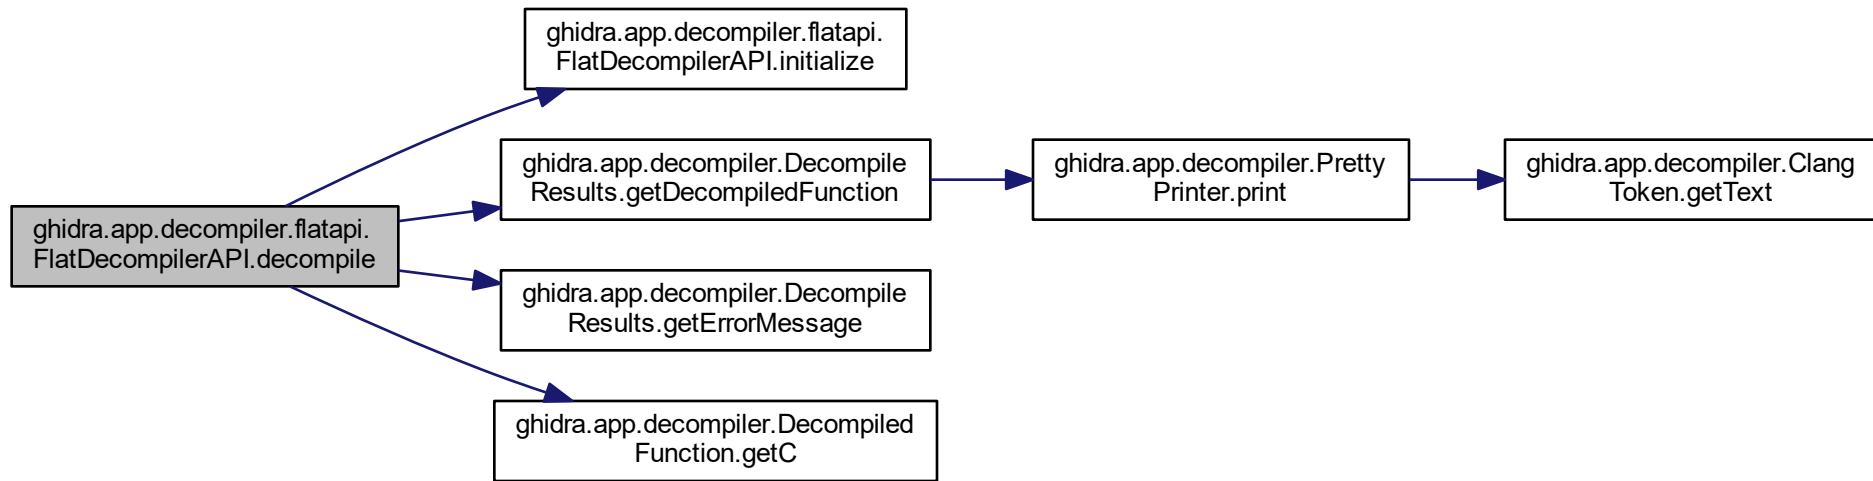 ghidra.app.decompiler.flatapi.
FlatDecompilerAPI.decompile
ghidra.app.decompiler.flatapi.
FlatDecompilerAPI.initialize
ghidra.app.decompiler.Decompile
Results.getDecompiledFunction
ghidra.app.decompiler.Pretty
Printer.print
ghidra.app.decompiler.Clang
Token.getText
ghidra.app.decompiler.Decompile
Results.getErrorMessage
ghidra.app.decompiler.Decompiled
Function.getC